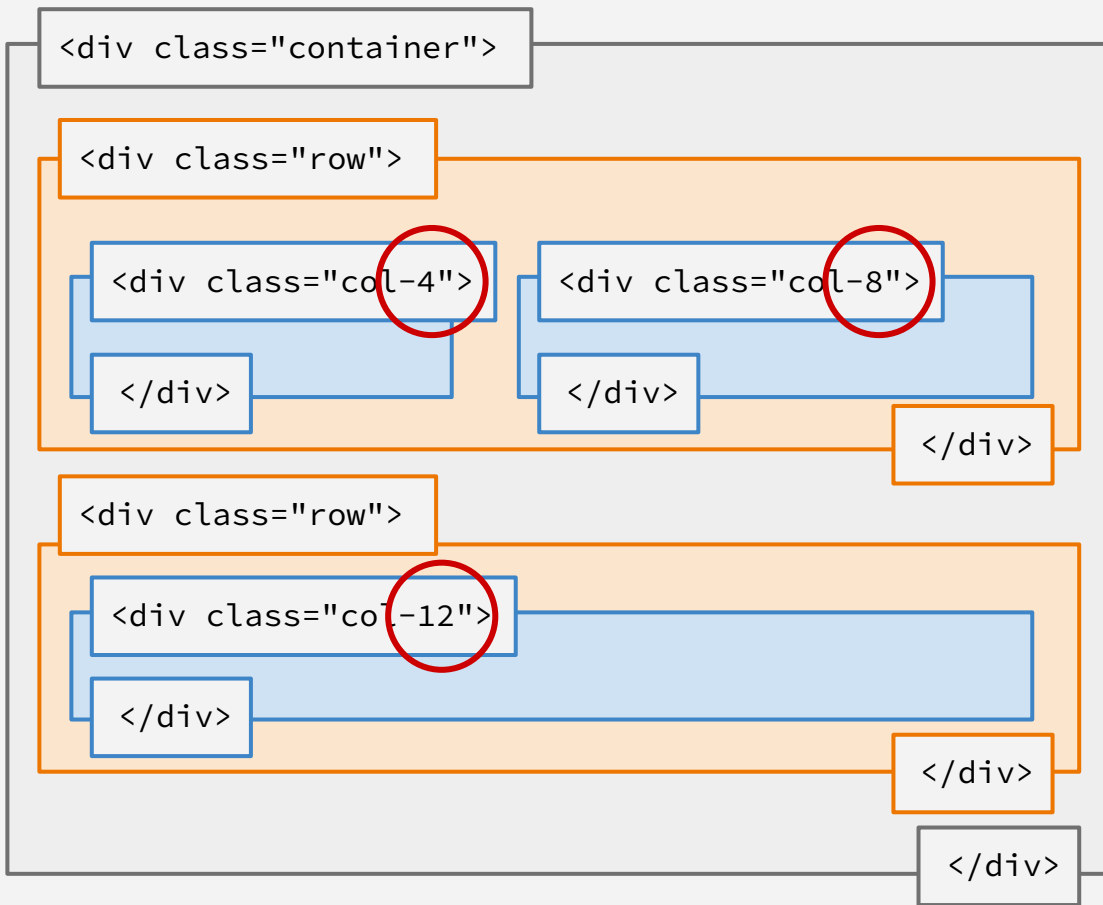 <div class="container">
<div class="row">
<div class="col-4"> <div class="col-8">
</div> </div>
</div>
<div class="row">
<div class="col-12">
</div>
</div>
</div>